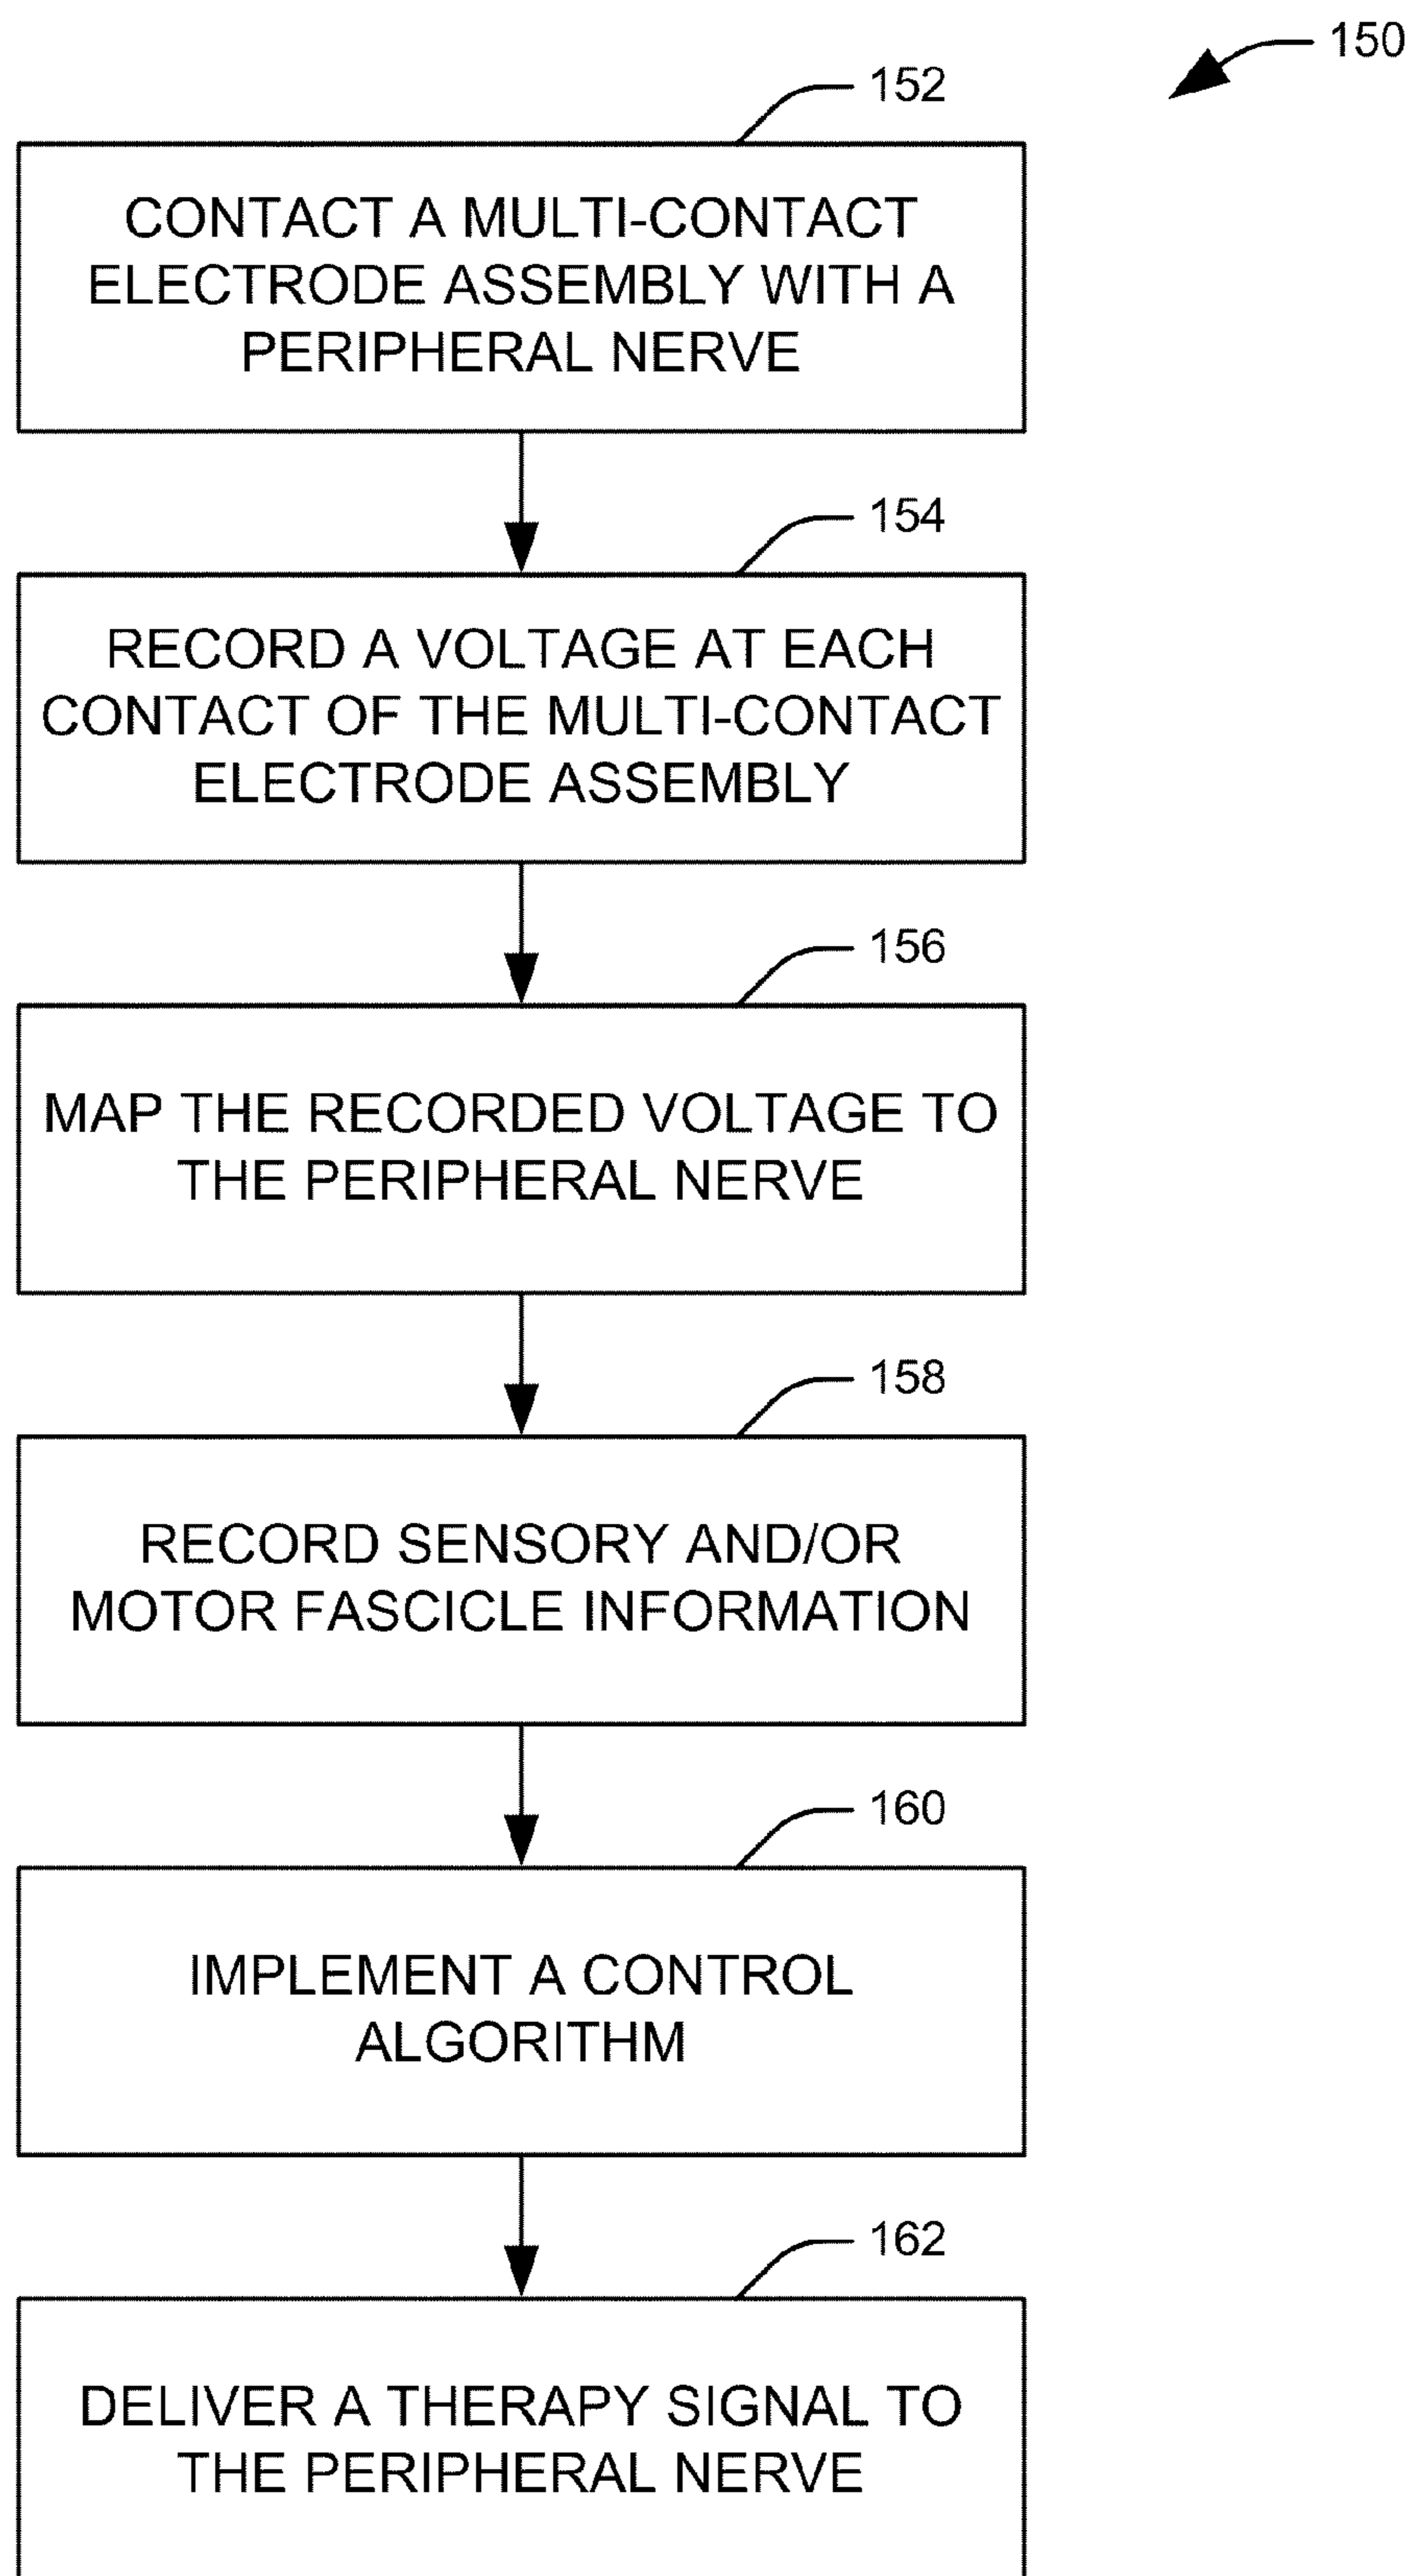 150
152
CONTACT A MULTI-CONTACT
ELECTRODE ASSEMBLY WITH A
PERIPHERAL NERVE
154
RECORD A VOLTAGE AT EACH
CONTACT OF THE MULTI-CONTACT
ELECTRODE ASSEMBLY
156
MAP THE RECORDED VOLTAGE TO
THE PERIPHERAL NERVE
158
RECORD SENSORY AND/OR
MOTOR FASCICLE INFORMATION
160
IMPLEMENT A CONTROL
ALGORITHM
162
DELIVER A THERAPY SIGNAL TO
THE PERIPHERAL NERVE